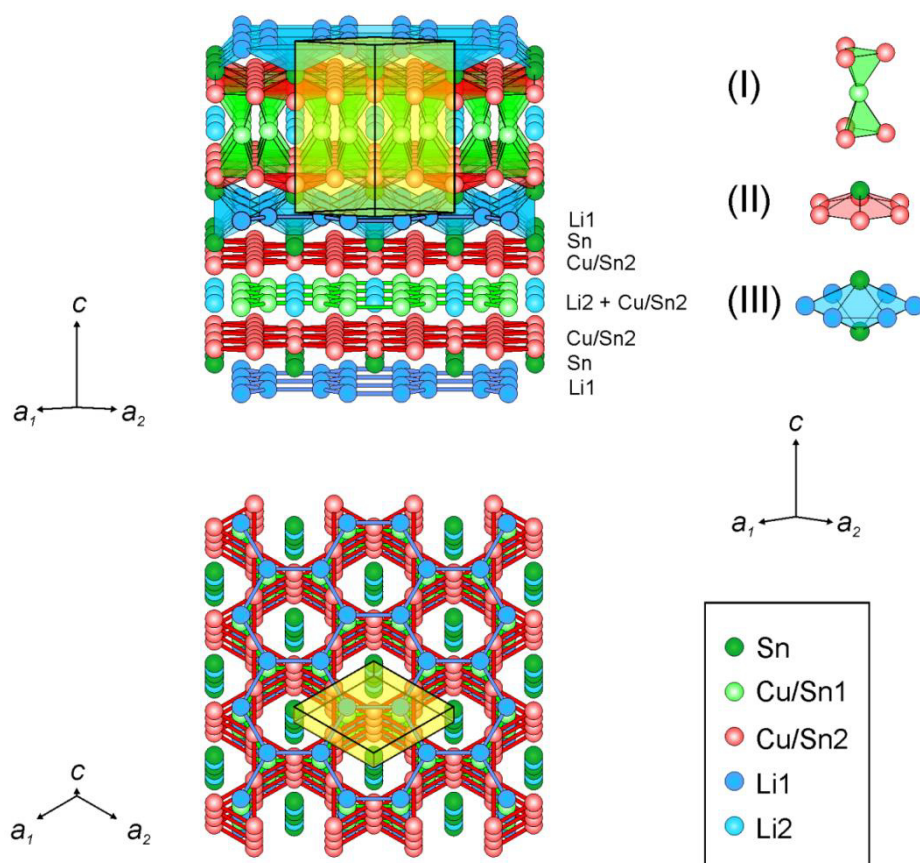 (I)
(II)
(III)
Li1
Sn
Cu/Sn2
Li2 + Cu/Sn2
Cu/Sn2
Sn
Li1
c
a1
a2
c
a1
a2
c
a1
a2
Sn
Cu/Sn1
Cu/Sn2
Li1
Li2